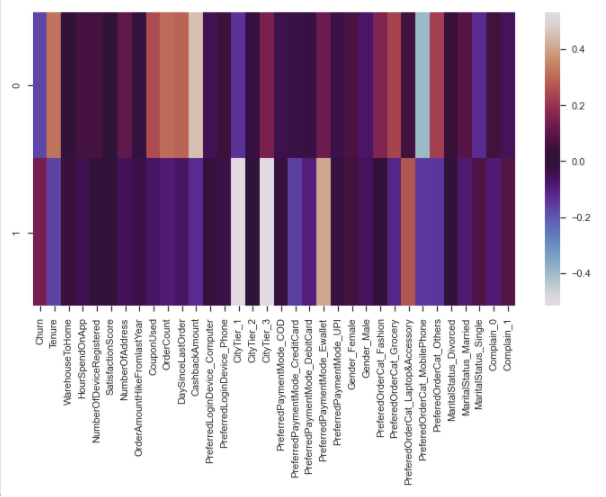 0
1
0.4
0.2
0.0
−0.2
−0.4
Churn
Tenure
WarehouseToHome
HourSpendOnApp
NumberOfDeviceRegistered
SatisfactionScore
NumberOfAddress
OrderAmountHikeFromlastYear
CouponUsed
OrderCount
DaySinceLastOrder
CashbackAmount
PreferredLoginDevice_Computer
PreferredLoginDevice_Phone
CityTier_1
CityTier_2
CityTier_3
PreferredPaymentMode_COD
PreferredPaymentMode_CreditCard
PreferredPaymentMode_DebitCard
PreferredPaymentMode_Ewallet
PreferredPaymentMode_UPI
Gender_Female
Gender_Male
PreferedOrderCat_Fashion
PreferedOrderCat_Grocery
PreferedOrderCat_Laptop&Accessory
PreferedOrderCat_MobilePhone
PreferedOrderCat_Others
MaritalStatus_Divorced
MaritalStatus_Married
MaritalStatus_Single
Complain_0
Complain_1